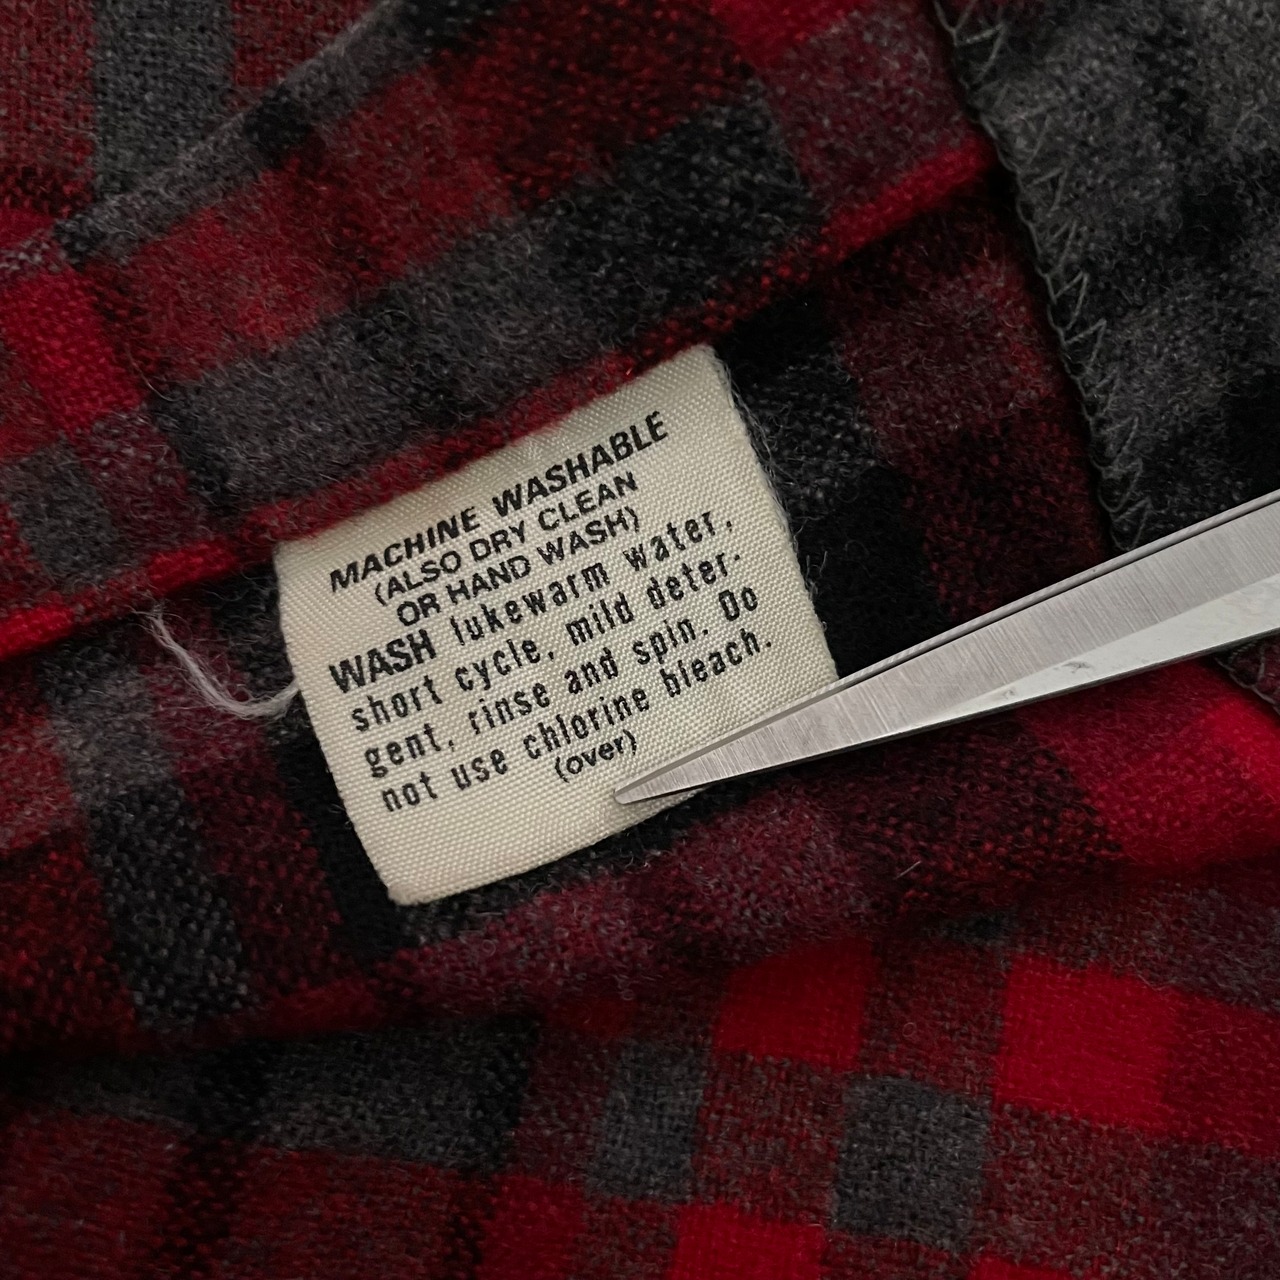 MACHINE WASHABLE
(ALSO DRY CLEAN
OR HAND WASH)
WASH lukewarm water,
short cycle, mild deter-
gent, rinse and spin. Do
not use chlorine bleach.
(over)